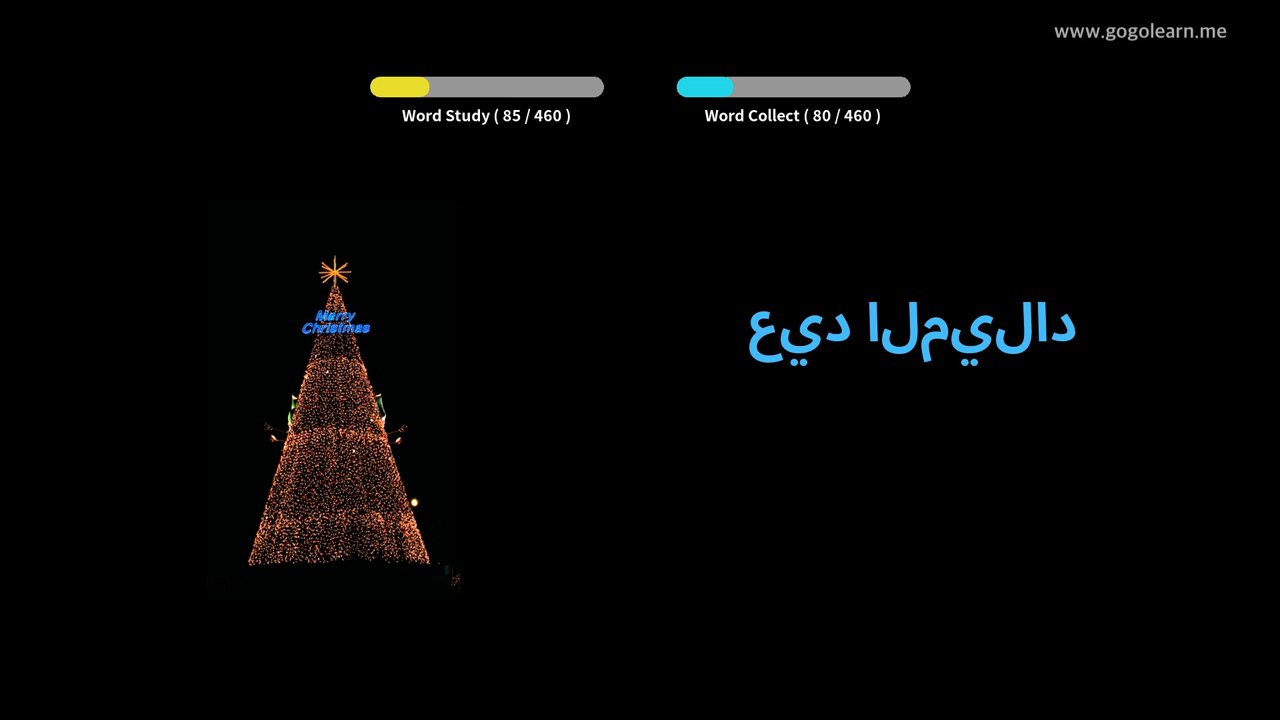 www.gogolearn.me
Word Study ( 85 / 460 )
Word Collect ( 80 / 460 )
Merry
Christmas
عيد الميلاد